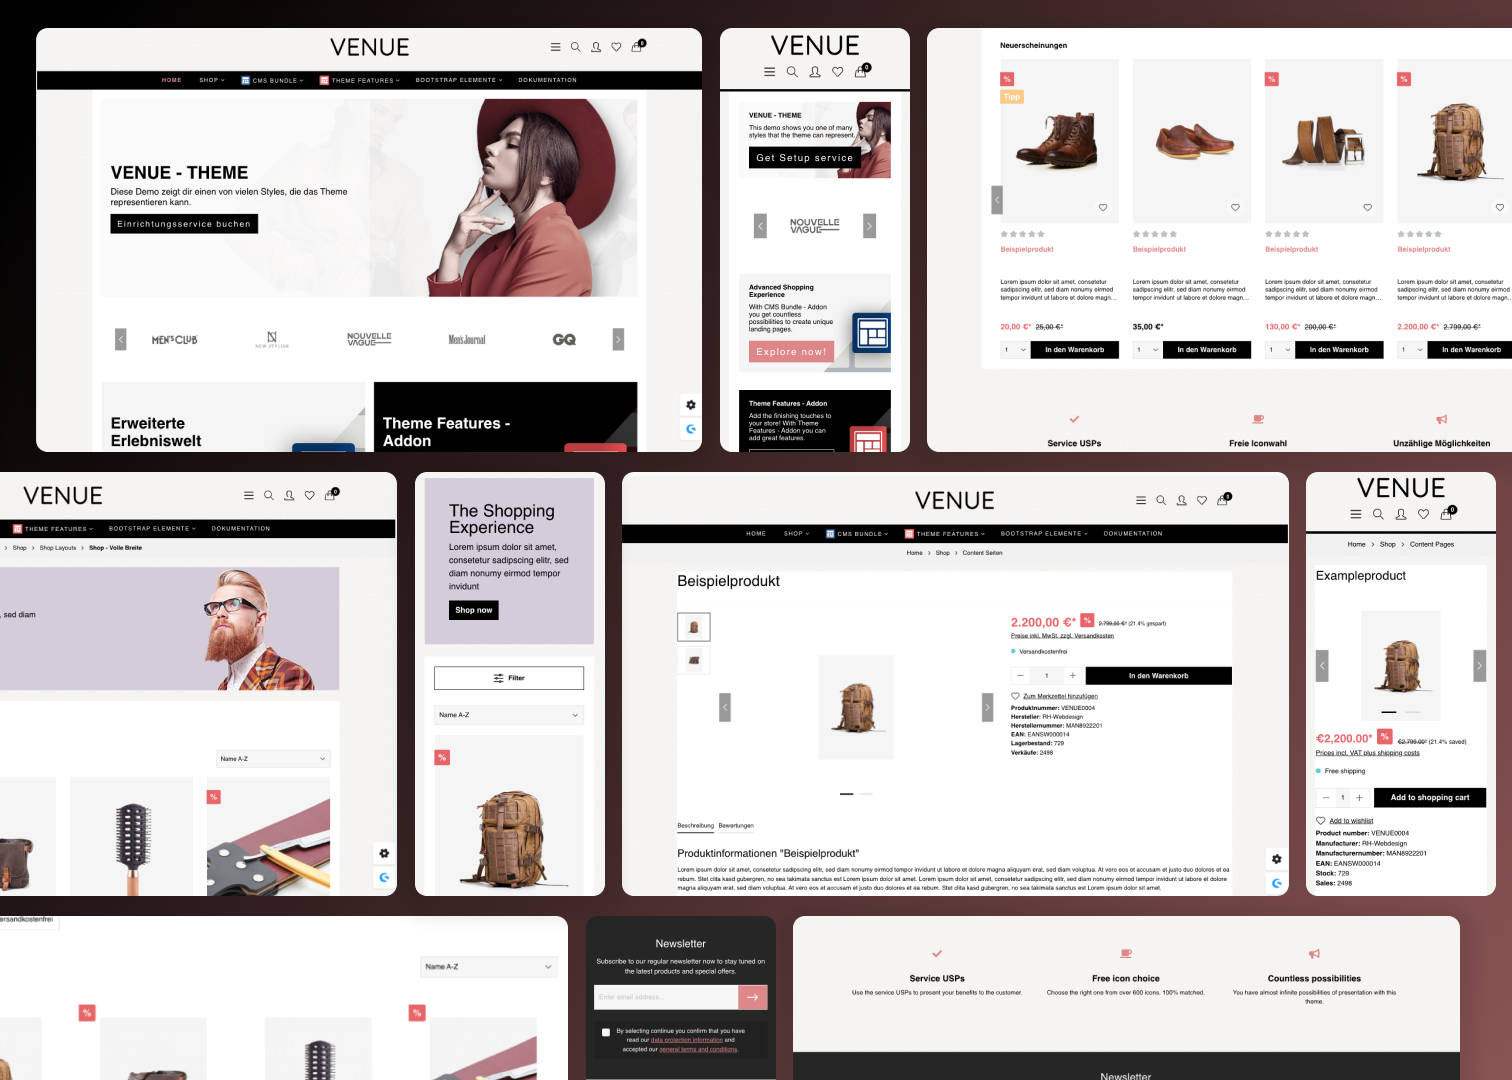 VENUE
0
HOME
SHOP
CMS BUNDLE
THEME FEATURES
BOOTSTRAP ELEMENTE
DOKUMENTATION
VENUE - THEME
Diese Demo zeigt dir einen von vielen Styles, die das Theme
representieren kann.
Einrichtungsservice buchen
MEN'S CLUB
N
NEW STYLISH
NOUVELLE
VAGUE
Men's Journal
GQ
Erweiterte
Erlebniswelt
Theme Features -
Addon
VENUE
0
VENUE - THEME
This demo shows you one of many
styles that the theme can represent.
Get Setup service
NOUVELLE
VAGUE
Advanced Shopping
Experience
With CMS Bundle - Addon
you get countless
possibilities to create unique
landing pages.
Explore now!
Theme Features - Addon
Add the finishing touches to
your store! With Theme
Features - Addon you can
add great features.
Neuerscheinungen
%
Tipp
%
%
Beispielprodukt
Beispielprodukt
Beispielprodukt
Beispielprodukt
Lorem ipsum dolor sit amet, consetetur
sadipscing elitr, sed diam nonumy eirmod
tempor invidunt ut labore et dolore magn...
Lorem ipsum dolor sit amet, consetetur
sadipscing elitr, sed diam nonumy eirmod
tempor invidunt ut labore et dolore magn...
Lorem ipsum dolor sit amet, consetetur
sadipscing elitr, sed diam nonumy eirmod
tempor invidunt ut labore et dolore magn...
Lorem ipsum dolor sit amet, consetetur
sadipscing elitr, sed diam nonumy eirmod
tempor invidunt ut labore et dolore magn...
20,00 €* 25,00 €*
35,00 €*
130,00 €* 200,00 €*
2.200,00 €* 2.799,00 €*
1 In den Warenkorb
1 In den Warenkorb
1 In den Warenkorb
1 In den Warenkorb
Service USPs
Freie Iconwahl
Unzählige Möglichkeiten
VENUE
0
THEME FEATURES
BOOTSTRAP ELEMENTE
DOKUMENTATION
> Shop > Shop Layouts > Shop - Volle Breite
, sed diam
Name A-Z
%
The Shopping
Experience
Lorem ipsum dolor sit amet,
consetetur sadipscing elitr, sed
diam nonumy eirmod tempor
invidunt
Shop now
Filter
Name A-Z
%
VENUE
0
HOME
SHOP
CMS BUNDLE
THEME FEATURES
BOOTSTRAP ELEMENTE
DOKUMENTATION
Home > Shop > Content Seiten
Beispielprodukt
2.200,00 €* % 2.799,00 €* (21.4% gespart)
Preise inkl. MwSt. zzgl. Versandkosten
Versandkostenfrei
− 1 + In den Warenkorb
Zum Merkzettel hinzufügen
Produktnummer: VENUE0004
Hersteller: RH-Webdesign
Herstellernummer: MAN8922201
EAN: EANSW000014
Lagerbestand: 729
Verkäufe: 2498
Beschreibung Bewertungen
Produktinformationen "Beispielprodukt"
Lorem ipsum dolor sit amet, consetetur sadipscing elitr, sed diam nonumy eirmod tempor invidunt ut labore et dolore magna aliquyam erat, sed diam voluptua. At vero eos et accusam et justo duo dolores et ea
rebum. Stet clita kasd gubergren, no sea takimata sanctus est Lorem ipsum dolor sit amet. Lorem ipsum dolor sit amet, consetetur sadipscing elitr, sed diam nonumy eirmod tempor invidunt ut labore et dolore
magna aliquyam erat, sed diam voluptua. At vero eos et accusam et justo duo dolores et ea rebum. Stet clita kasd gubergren, no sea takimata sanctus est Lorem ipsum dolor sit amet.
VENUE
0
Home > Shop > Content Pages
Exampleproduct
€2,200.00* % €2,799.00* (21.4% saved)
Prices incl. VAT plus shipping costs
Free shipping
− 1 + Add to shopping cart
Add to wishlist
Product number: VENUE0004
Manufacturer: RH-Webdesign
Manufacturernumber: MAN8922201
EAN: EANSW000014
Stock: 729
Sales: 2498
ersandkostenfrei
Name A-Z
%
%
Newsletter
Subscribe to our regular newsletter now to stay tuned on
the latest products and special offers.
Enter email address...
By selecting continue you confirm that you have
read our data protection information and
accepted our general terms and conditions.
Service USPs
Use the service USPs to present your benefits to the customer.
Free icon choice
Choose the right one from over 600 icons. 100% matched.
Countless possibilities
You have almost infinite possibilities of presentation with this
theme.
Newsletter